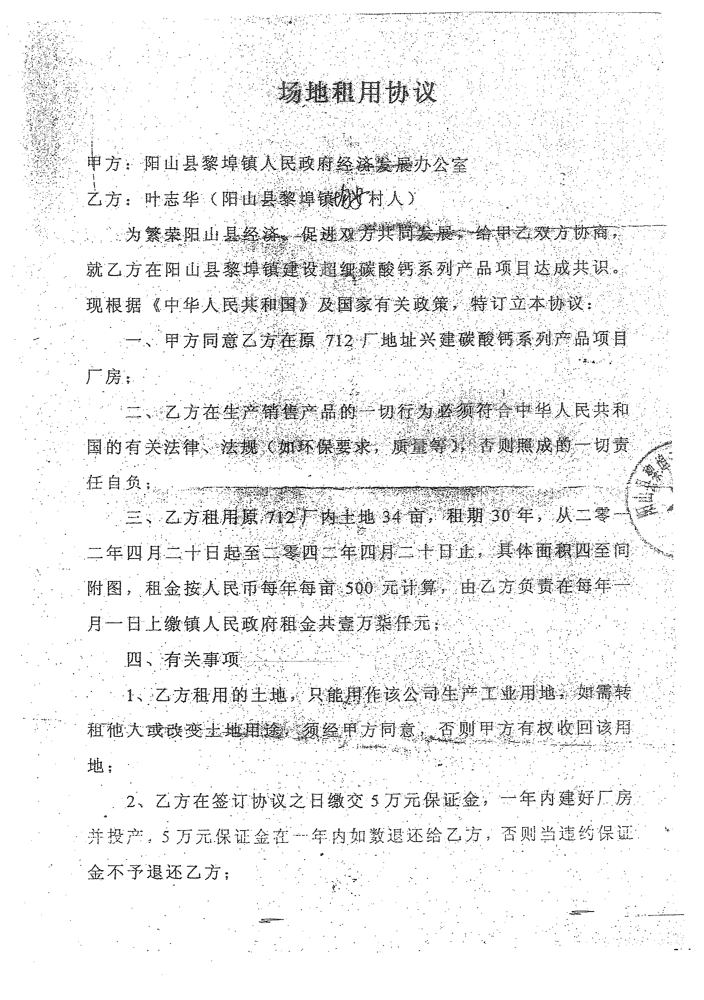 场地租用协议
甲方：阳山县黎埠镇人民政府经济发展办公室
乙方：叶志华（阳山县黎埠镇村人）
为繁荣阳山县经济。促进双方共同发展，给甲乙双方协商，
就乙方在阳山县黎埠镇建设超细碳酸钙系列产品项目达成共识。
现根据《中华人民共和国》及国家有关政策，特订立本协议：
一、甲方同意乙方在原 712 厂地址兴建碳酸钙系列产品项目
厂房；
二、乙方在生产销售产品的一切行为必须符合中华人民共和
国的有关法律、法规（如环保要求，质量等），否则照成的一切责
任自负；
三、乙方租用原 712 厂内土地 34 亩，租期 30 年，从二零一
二年四月二十日起至二零四二年四月二十日止，具体面积四至间
附图，租金按人民币每年每亩 500 元计算，由乙方负责在每年一
月一日上缴镇人民政府租金共壹万柒仟元；
四、有关事项
1、乙方租用的土地，只能用作该公司生产工业用地，如需转
租他人或改变土地用途，须经甲方同意，否则甲方有权收回该用
地；
2、乙方在签订协议之日缴交 5 万元保证金，一年内建好厂房
并投产，5 万元保证金在一年内如数退还给乙方，否则当违约保证
金不予退还乙方；
阳山县黎埠